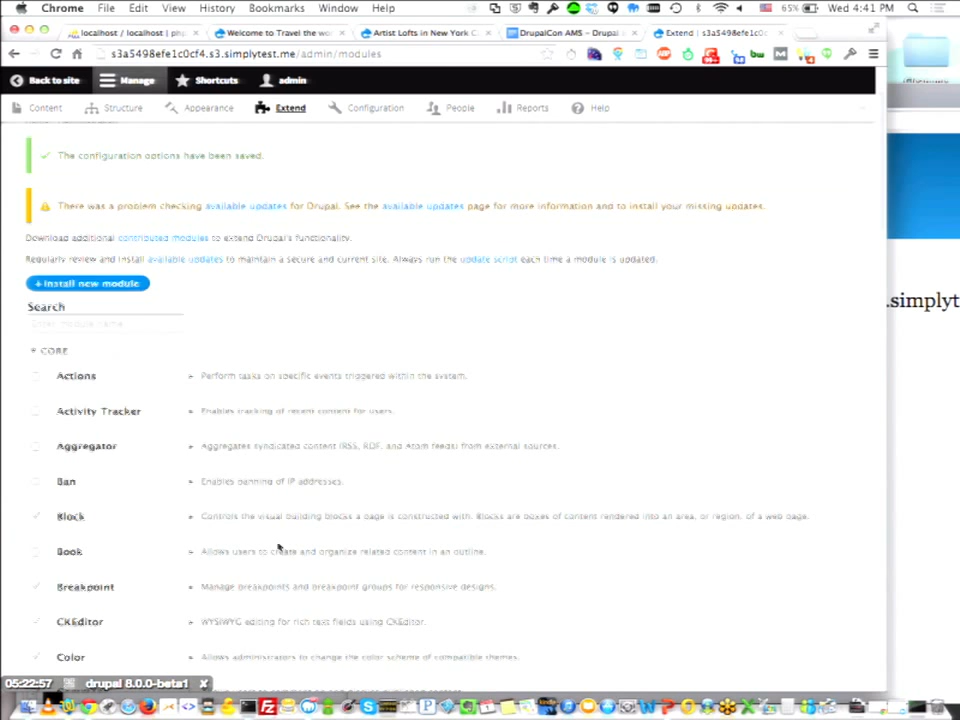 Chrome File Edit View History Bookmarks Window Help 65% Wed 4:41 PM
localhost / localhost | php Welcome to Travel the wor Artist Lofts in New York C DrupalCon AMS – Drupal Extend | s3a5498efe1c0cf
s3a5498efe1c0cf4.s3.simplytest.me/admin/modules
Back to site Manage Shortcuts admin
Content Structure Appearance Extend Configuration People Reports Help
The configuration options have been saved.
There was a problem checking available updates for Drupal. See the available updates page for more information and to install your missing updates.
Download additional contributed modules to extend Drupal's functionality.
Regularly review and install available updates to maintain a secure and current site. Always run the update script each time a module is updated.
+ Install new module
.simplyt
Search
Enter module name
▾ CORE
Actions ▸ Perform tasks on specific events triggered within the system.
Activity Tracker ▸ Enables tracking of recent content for users.
Aggregator ▸ Aggregates syndicated content (RSS, RDF, and Atom feeds) from external sources.
Ban ▸ Enables banning of IP addresses.
Block ▸ Controls the visual building blocks a page is constructed with. Blocks are boxes of content rendered into an area, or region, of a web page.
Book ▸ Allows users to create and organize related content in an outline.
Breakpoint ▸ Manage breakpoints and breakpoint groups for responsive designs.
CKEditor ▸ WYSIWYG editing for rich text fields using CKEditor.
Color ▸ Allows administrators to change the color scheme of compatible themes.
05:22:57 drupal 8.0.0-beta1 x